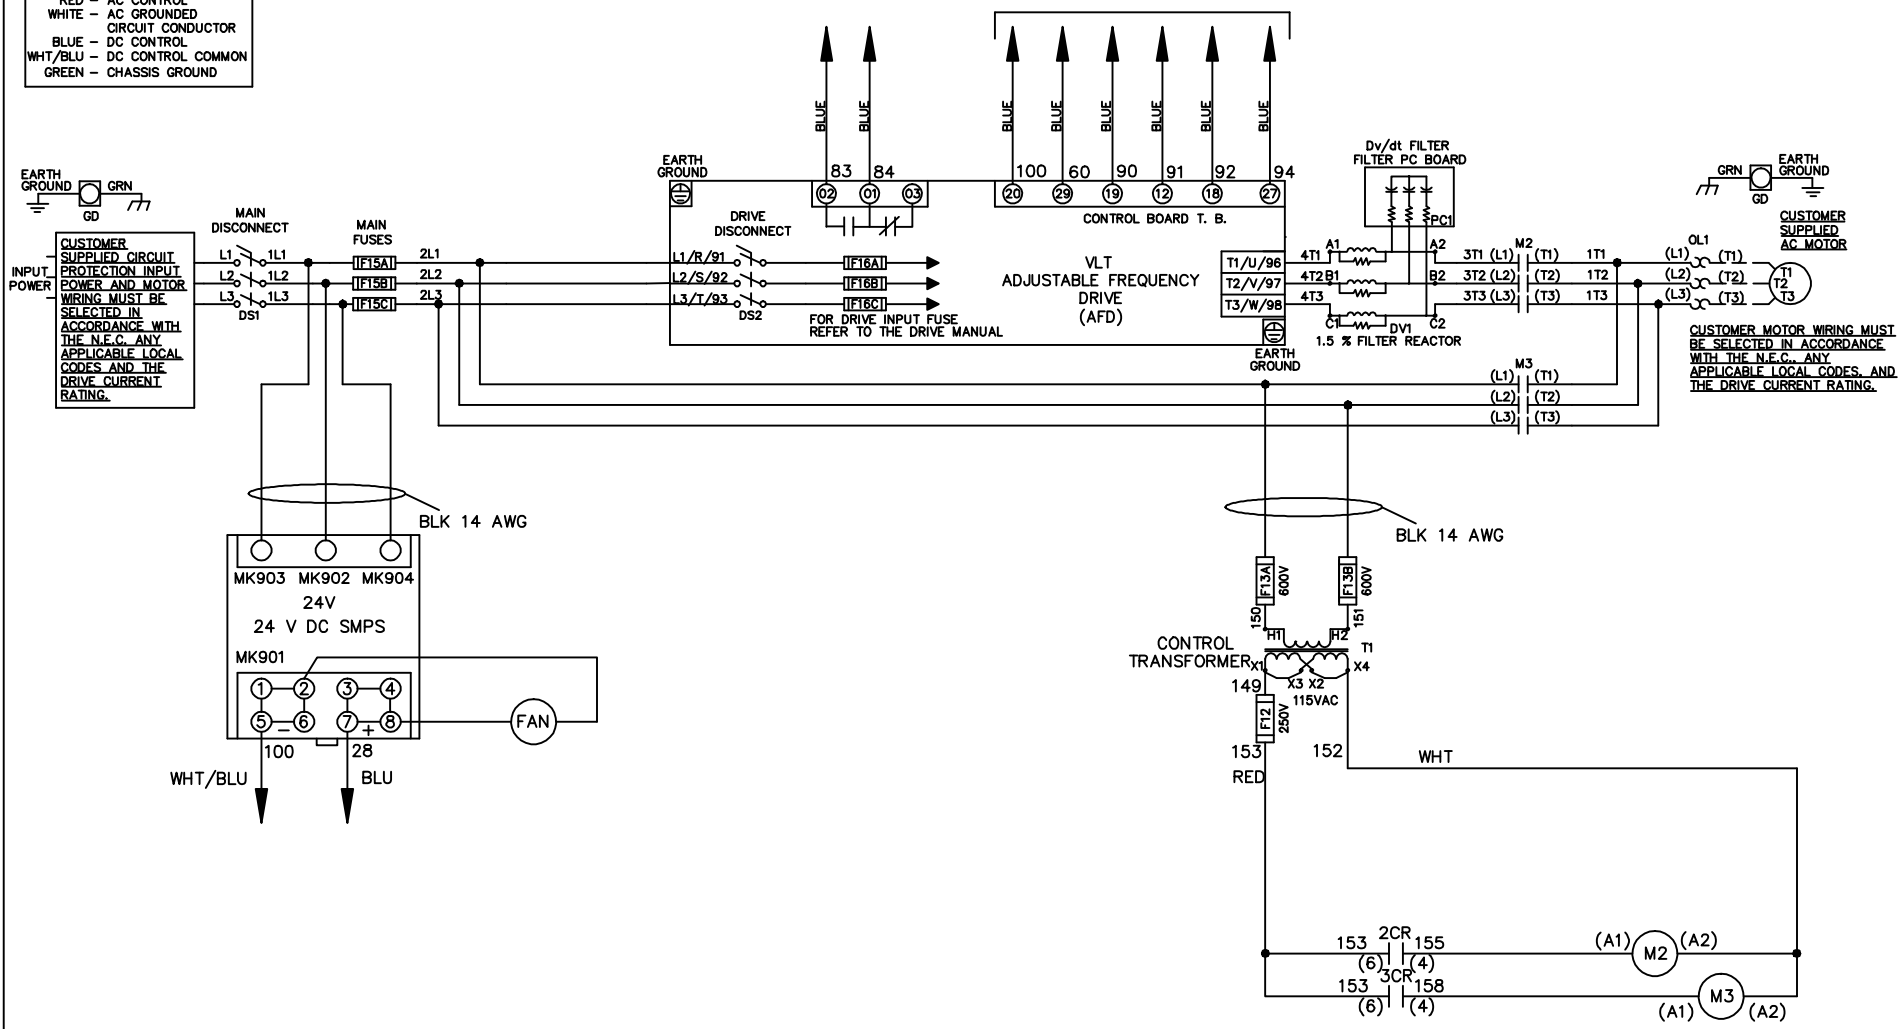 RED – AC CONTROL
WHITE – AC GROUNDED
CIRCUIT CONDUCTOR
BLUE – DC CONTROL
WHT/BLU – DC CONTROL COMMON
GREEN – CHASSIS GROUND
BLUE
BLUE
BLUE
BLUE
BLUE
BLUE
BLUE
BLUE
EARTH
GROUND
GRN
GD
MAIN
DISCONNECT
MAIN
FUSES
EARTH
GROUND
83
84
02
01
03
100
60
90
91
92
94
20
29
19
12
18
27
CONTROL BOARD T. B.
Dv/dt FILTER
FILTER PC BOARD
PC1
GRN
GD
EARTH
GROUND
CUSTOMER
SUPPLIED
AC MOTOR
INPUT
POWER
CUSTOMER
SUPPLIED CIRCUIT
PROTECTION INPUT
POWER AND MOTOR
WIRING MUST BE
SELECTED IN
ACCORDANCE WITH
THE N.E.C. ANY
APPLICABLE LOCAL
CODES AND THE
DRIVE CURRENT
RATING.
L1
1L1
L2
1L2
L3
1L3
DS1
F15A
F15B
F15C
2L1
2L2
2L3
L1/R/91
L2/S/92
L3/T/93
DRIVE
DISCONNECT
DS2
F16A
F16B
F16C
FOR DRIVE INPUT FUSE
REFER TO THE DRIVE MANUAL
VLT
ADJUSTABLE FREQUENCY
DRIVE
(AFD)
T1/U/96
T2/V/97
T3/W/98
EARTH
GROUND
4T1
4T2
4T3
A1
A2
B1
B2
C1
C2
DV1
1.5 % FILTER REACTOR
3T1 (L1)
M2
(T1)
1T1
3T2 (L2)
(T2)
1T2
3T3 (L3)
(T3)
1T3
OL1
(L1)
(T1)
(L2)
(T2)
(L3)
(T3)
T1
T2
T3
CUSTOMER MOTOR WIRING MUST
BE SELECTED IN ACCORDANCE
WITH THE N.E.C., ANY
APPLICABLE LOCAL CODES, AND
THE DRIVE CURRENT RATING.
M3
(L1)
(T1)
(L2)
(T2)
(L3)
(T3)
BLK 14 AWG
BLK 14 AWG
MK903
MK902
MK904
24V
24 V DC SMPS
MK901
1
2
3
4
5
6
7
8
–
+
FAN
100
28
WHT/BLU
BLU
F13A
600V
F13B
600V
150
151
H1
H2
CONTROL
TRANSFORMER
T1
X1
X4
X3 X2
115VAC
149
F12
250V
153
RED
152
WHT
153
2CR
155
(6)
(4)
(A1)
M2
(A2)
153
3CR
158
(6)
(4)
(A1)
M3
(A2)